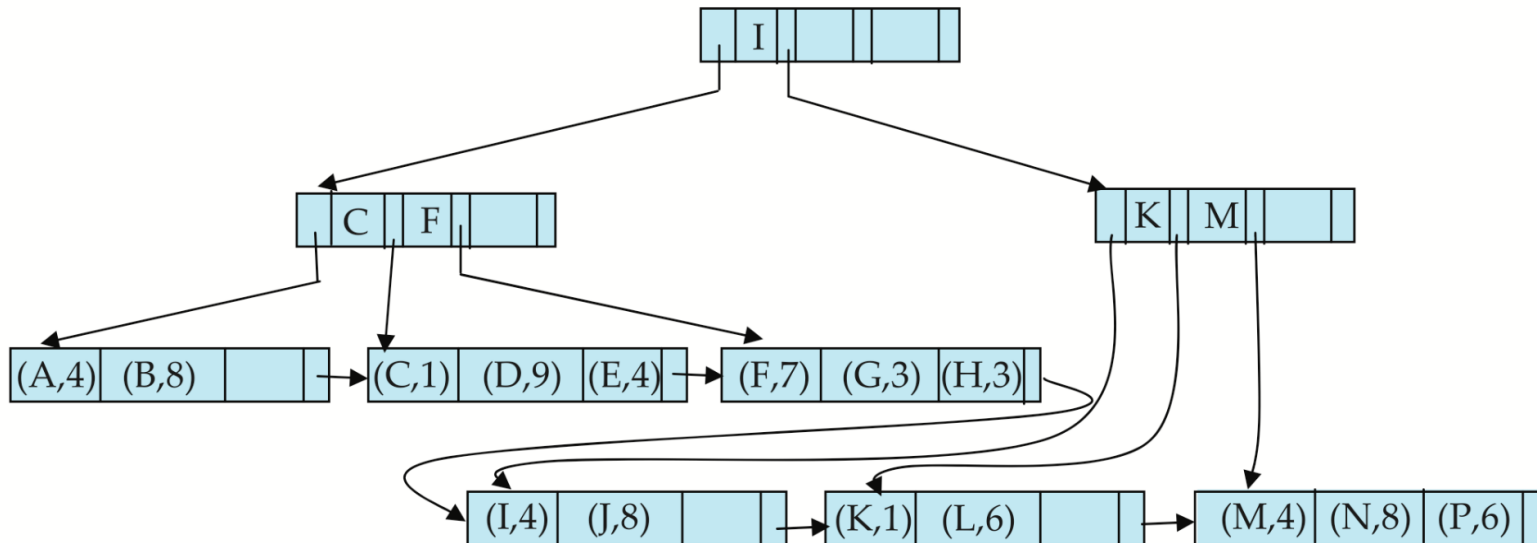 I
C F
K M
(A,4) (B,8) (C,1) (D,9) (E,4) (F,7) (G,3) (H,3)
(I,4) (J,8) (K,1) (L,6) (M,4) (N,8) (P,6)